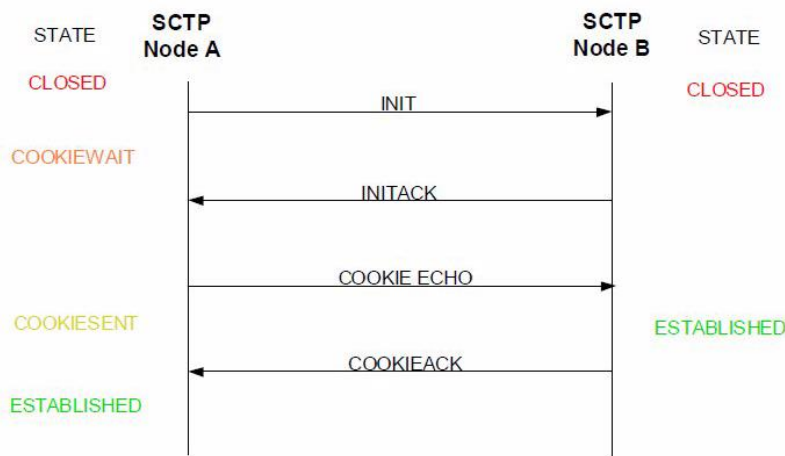 STATE
SCTP
Node A
SCTP
Node B
STATE
CLOSED
CLOSED
INIT
COOKIEWAIT
INITACK
COOKIE ECHO
COOKIESENT
ESTABLISHED
COOKIEACK
ESTABLISHED